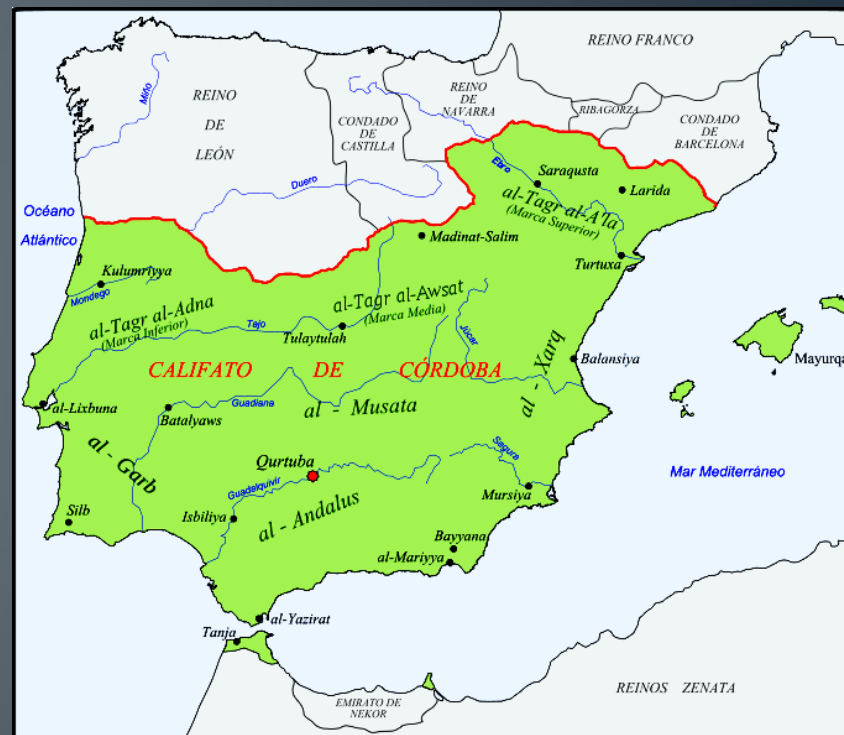 REINO FRANCO
REINO
DE
LEÓN
Miño
CONDADO
DE
CASTILLA
REINO
DE
NAVARRA
RIBAGORZA
CONDADO
DE
BARCELONA
Duero
Ebro
Saraqusta
Larida
al-Tagr al-A'la
(Marca Superior)
Océano
Atlántico
Madinat-Salim
Turtuxa
Kulumriyya
Mondego
al-Tagr al-Adna
(Marca Inferior)
al-Tagr al-Awsat
(Marca Media)
Tajo
Tulaytulah
Júcar
al - Xarq
Balansiya
Mayurqa
CALIFATO DE CÓRDOBA
al-Lixbuna
Batalyaws
Guadiana
al - Musata
al - Garb
Qurtuba
Segura
Mar Mediterráneo
Guadalquivir
Mursiya
Silb
Isbiliya
al - Andalus
Bayyana
al-Mariyya
al-Yazirat
Tanja
REINOS ZENATA
EMIRATO DE
NEKOR